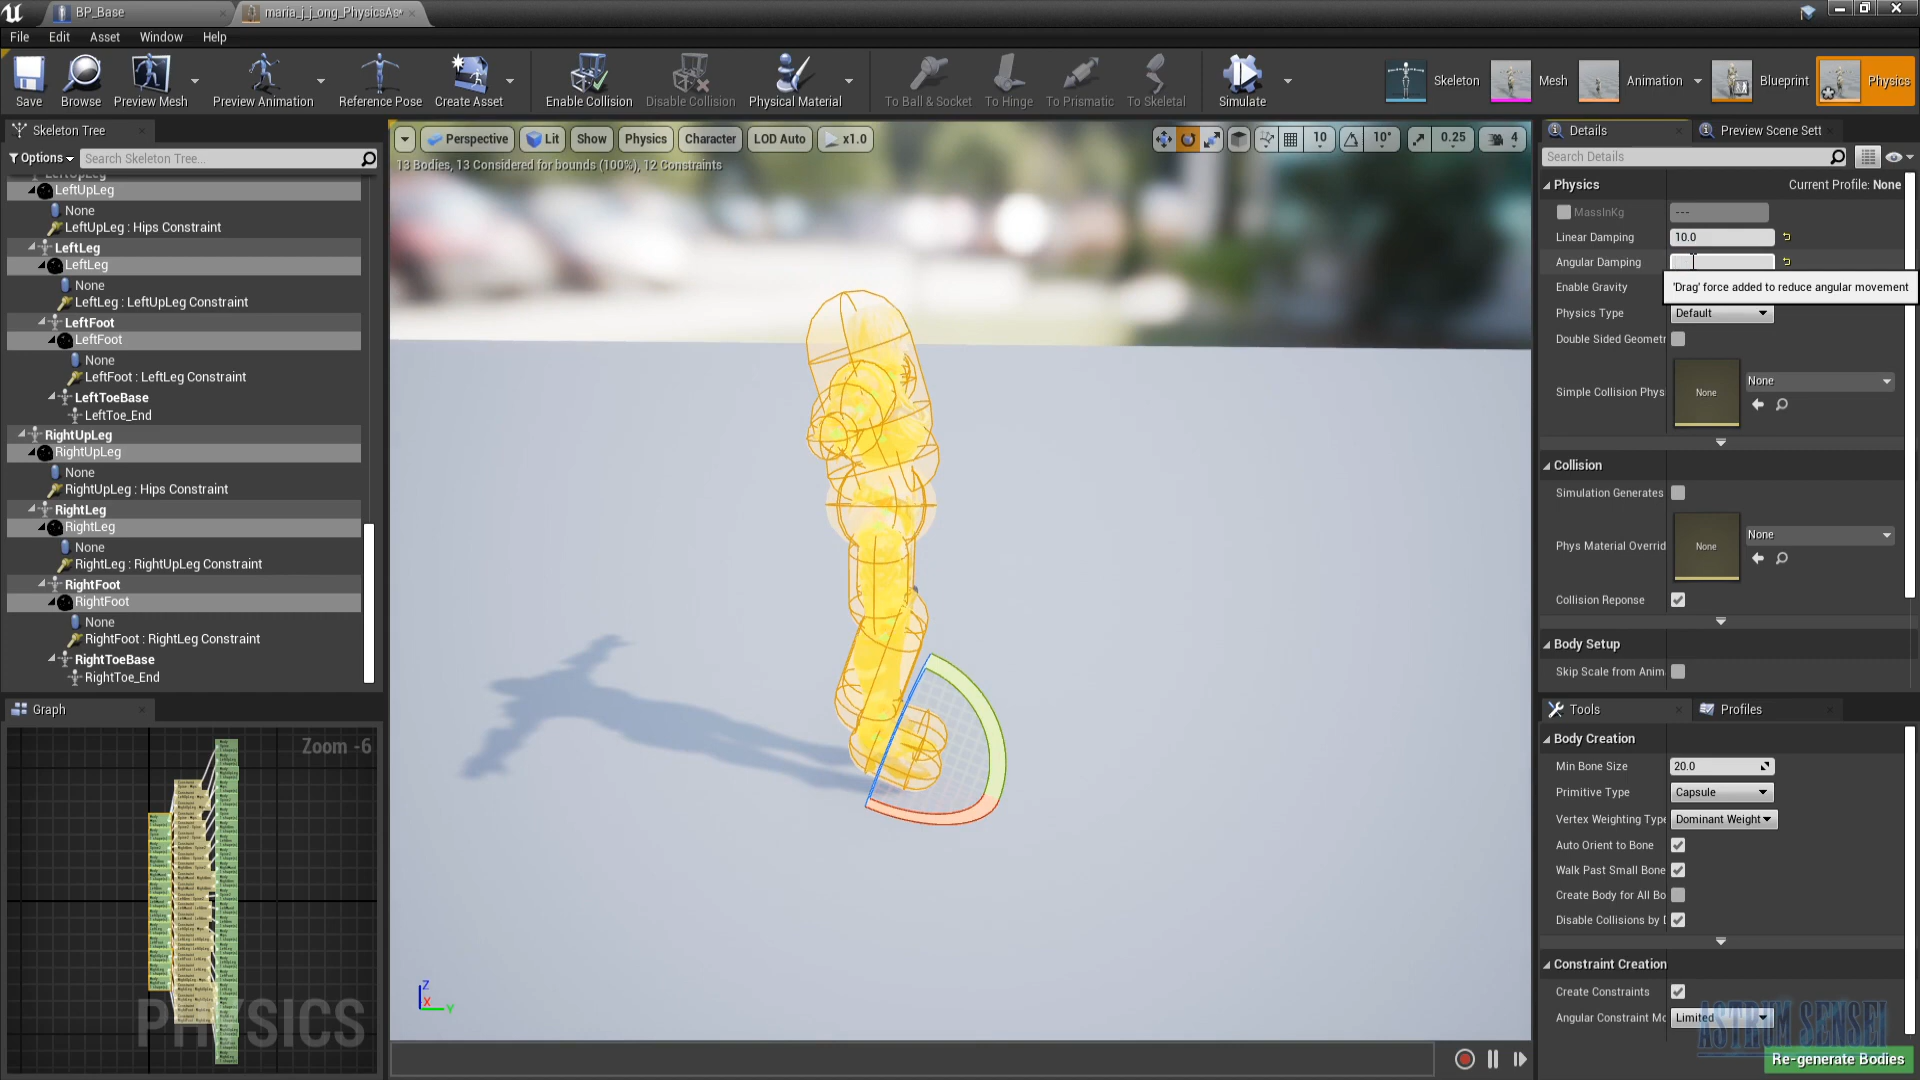 BP_Base
maria_j_j_ong_PhysicsAs
File Edit Asset Window Help
Save Browse Preview Mesh Preview Animation Reference Pose Create Asset Enable Collision Disable Collision Physical Material To Ball & Socket To Hinge To Prismatic To Skeletal Simulate Skeleton Mesh Animation Blueprint Physics
Skeleton Tree
Options Search Skeleton Tree...
LeftUpLeg
LeftUpLeg
None
LeftUpLeg : Hips Constraint
LeftLeg
LeftLeg
None
LeftLeg : LeftUpLeg Constraint
LeftFoot
LeftFoot
None
LeftFoot : LeftLeg Constraint
LeftToeBase
LeftToe_End
RightUpLeg
RightUpLeg
None
RightUpLeg : Hips Constraint
RightLeg
RightLeg
None
RightLeg : RightUpLeg Constraint
RightFoot
RightFoot
None
RightFoot : RightLeg Constraint
RightToeBase
RightToe_End
Graph
Zoom -6
PHYSICS
Perspective Lit Show Physics Character LOD Auto x1.0 10 10° 0.25 4
13 Bodies, 13 Considered for bounds (100%), 12 Constraints
Z
X
Y
Details Preview Scene Sett
Search Details
Physics Current Profile: None
MassInKg ---
Linear Damping 10.0
Angular Damping
Enable Gravity
'Drag' force added to reduce angular movement
Physics Type Default
Double Sided Geometr
Simple Collision Phys None None
Collision
Simulation Generates
Phys Material Overrid None None
Collision Reponse
Body Setup
Skip Scale from Anim
Tools Profiles
Body Creation
Min Bone Size 20.0
Primitive Type Capsule
Vertex Weighting Type Dominant Weight
Auto Orient to Bone
Walk Past Small Bone
Create Body for All Bo
Disable Collisions by D
Constraint Creation
Create Constraints
Angular Constraint Mo Limited
ASTRUM SENSEI
Re-generate Bodies